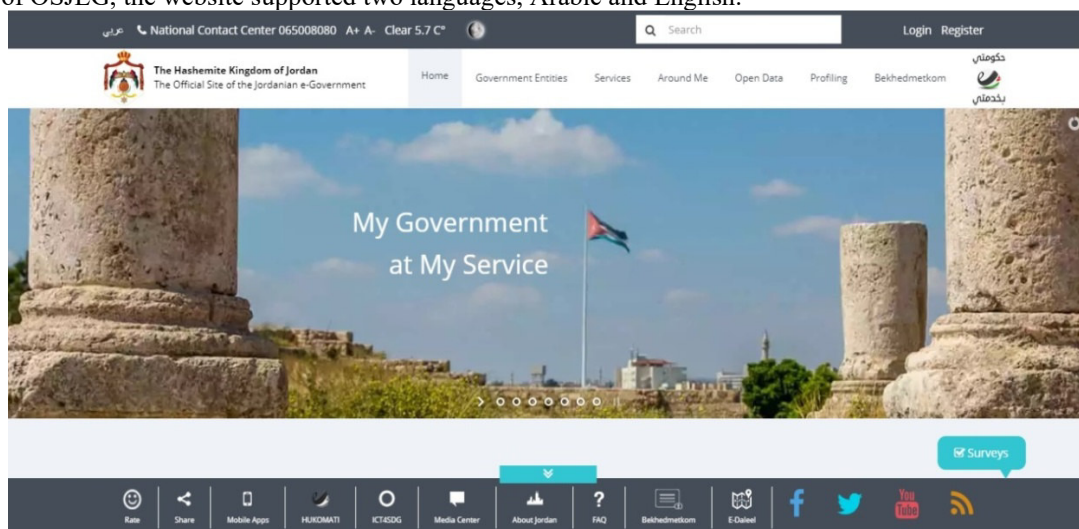 of OSJEG, the website supported two languages, Arabic and English.
عربي National Contact Center 065008080 A+ A- Clear 5.7 C° Search Login Register
The Hashemite Kingdom of Jordan
The Official Site of the Jordanian e-Government
Home Government Entities Services Around Me Open Data Profiling Bekhedmetkom
حكومتي
بخدمتي
My Government
at My Service
Surveys
Rate Share Mobile Apps HUKOMATI ICT4SDG Media Center About Jordan FAQ Bekhedmetkom E-Daleel
You
Tube